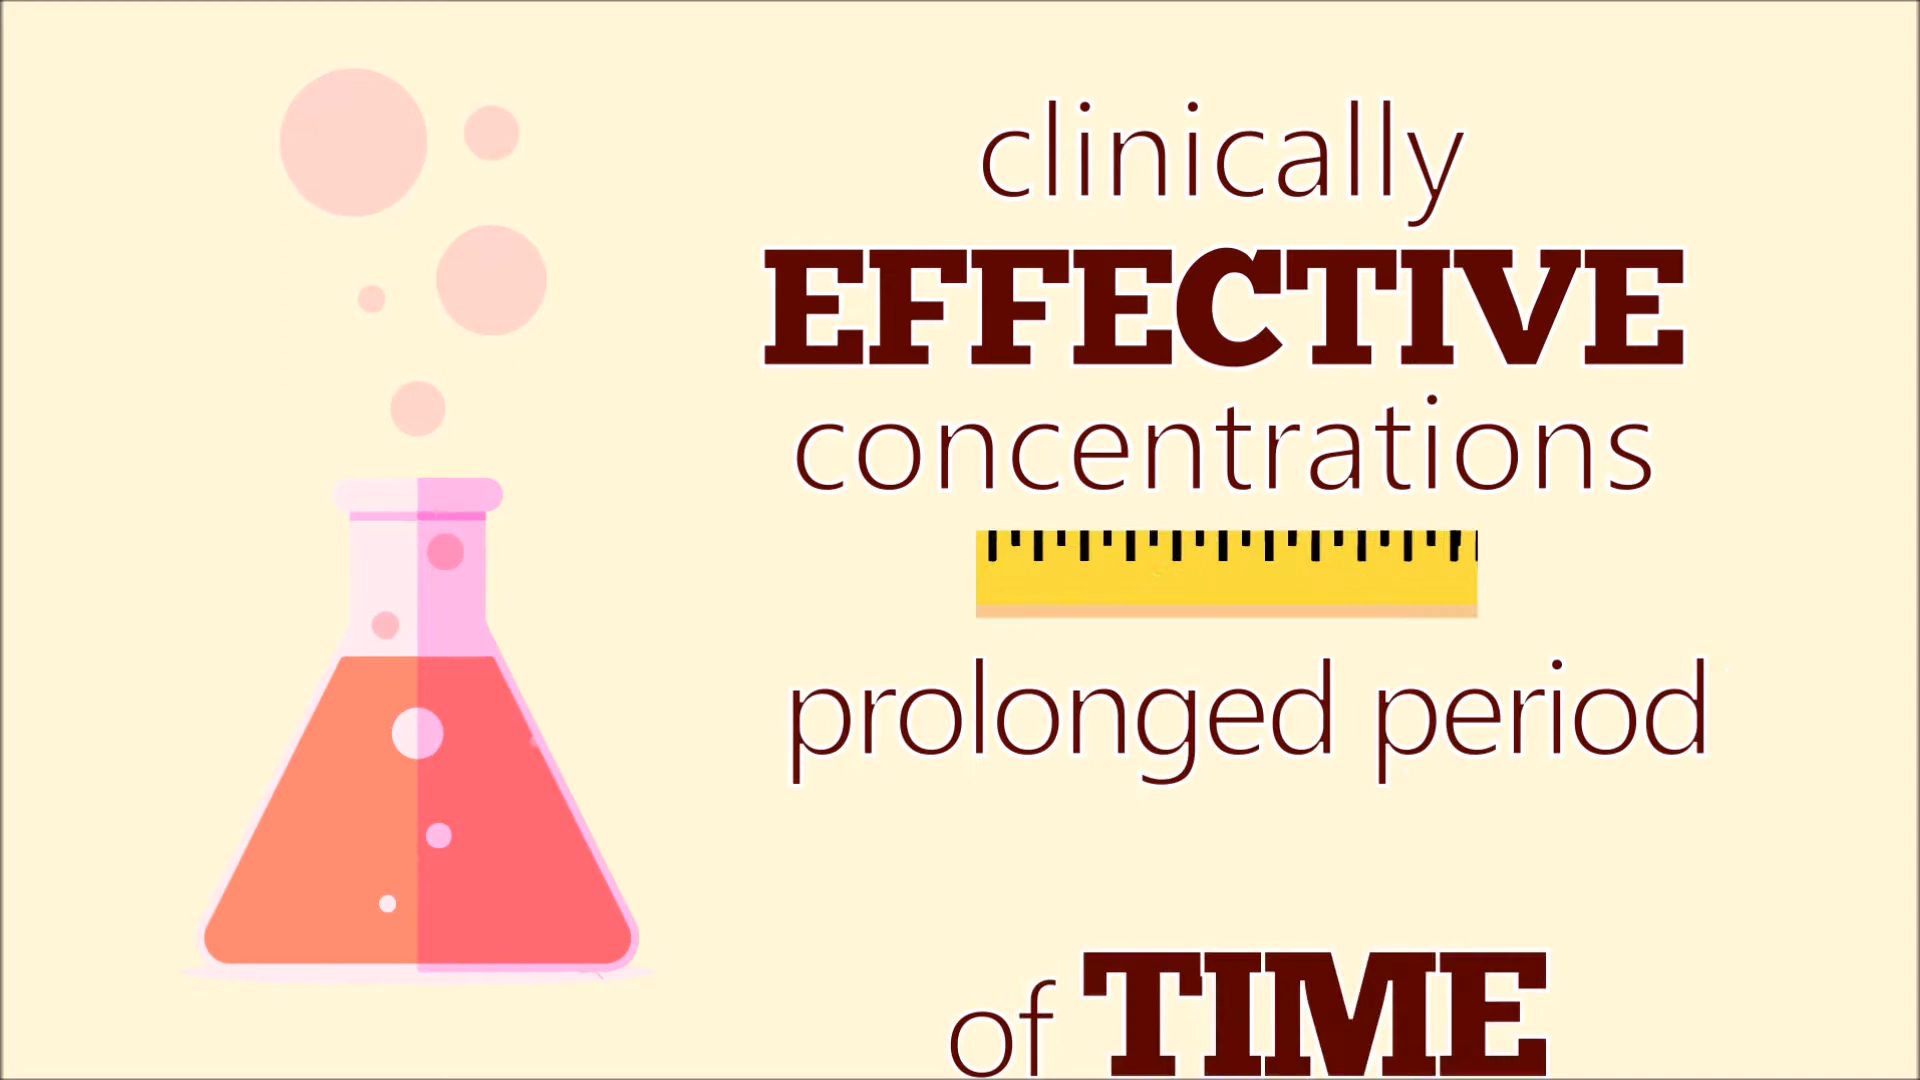 clinically
EFFECTIVE
concentrations
prolonged period
of TIME